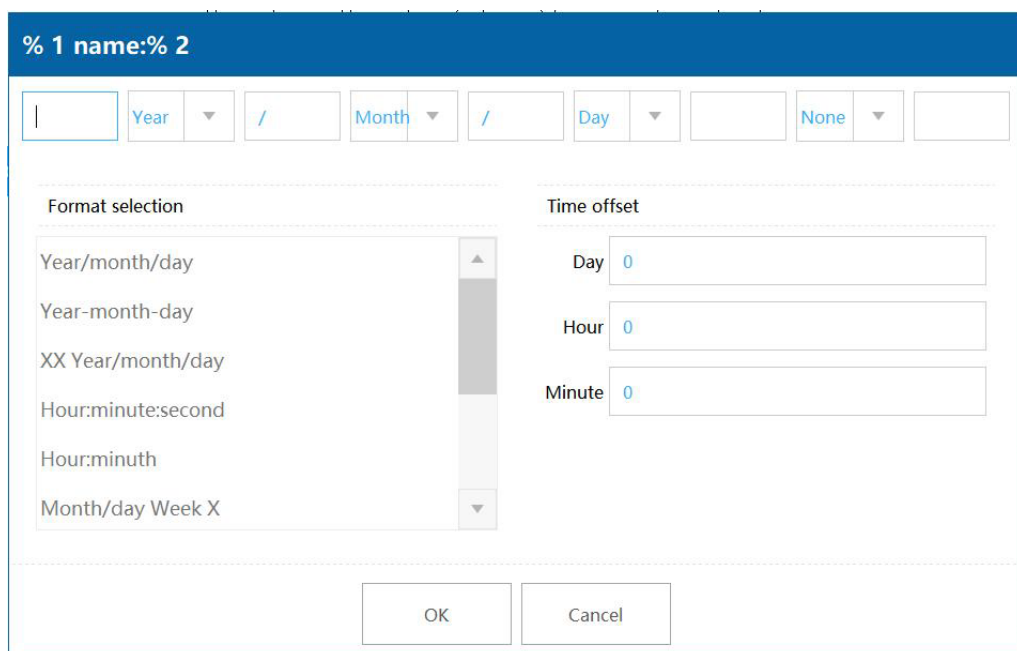 % 1 name:% 2
Year / Month / Day None
Format selection
Year/month/day
Year-month-day
XX Year/month/day
Hour:minute:second
Hour:minuth
Month/day Week X
Time offset
Day 0
Hour 0
Minute 0
OK Cancel